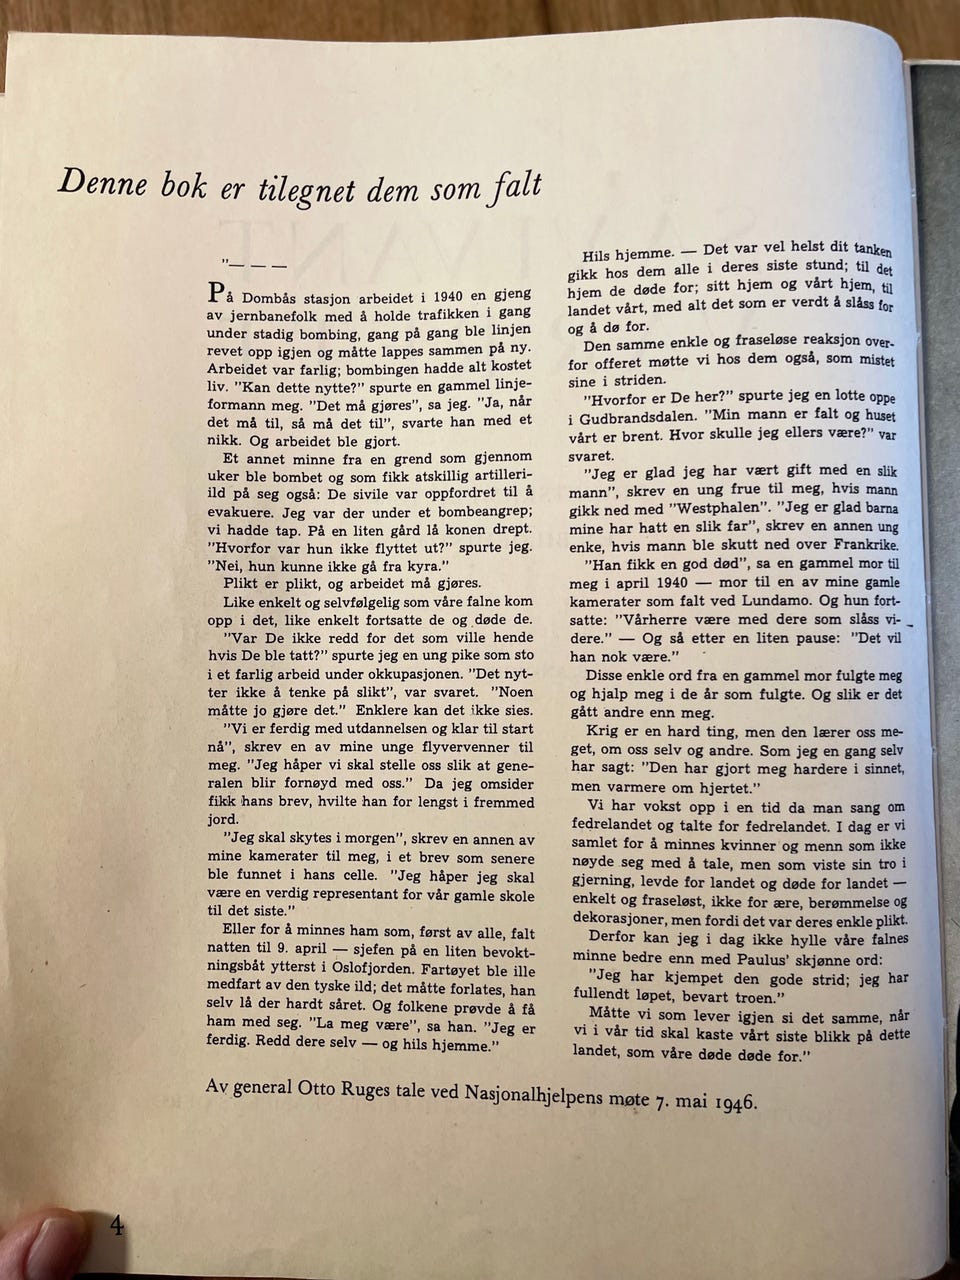 Denne bok er tilegnet dem som falt
"— — —
På Dombås stasjon arbeidet i 1940 en gjeng
av jernbanefolk med å holde trafikken i gang
under stadig bombing, gang på gang ble linjen
revet opp igjen og måtte lappes sammen på ny.
Arbeidet var farlig; bombingen hadde alt kostet
liv. "Kan dette nytte?" spurte en gammel linje-
formann meg. "Det må gjøres", sa jeg. "Ja, når
det må til, så må det til", svarte han med et
nikk. Og arbeidet ble gjort.
Et annet minne fra en grend som gjennom
uker ble bombet og som fikk atskillig artilleri-
ild på seg også: De sivile var oppfordret til å
evakuere. Jeg var der under et bombeangrep;
vi hadde tap. På en liten gård lå konen drept.
"Hvorfor var hun ikke flyttet ut?" spurte jeg.
"Nei, hun kunne ikke gå fra kyra."
Plikt er plikt, og arbeidet må gjøres.
Like enkelt og selvfølgelig som våre falne kom
opp i det, like enkelt fortsatte de og døde de.
"Var De ikke redd for det som ville hende
hvis De ble tatt?" spurte jeg en ung pike som sto
i et farlig arbeid under okkupasjonen. "Det nyt-
ter ikke å tenke på slikt", var svaret. "Noen
måtte jo gjøre det." Enklere kan det ikke sies.
"Vi er ferdig med utdannelsen og klar til start
nå", skrev en av mine unge flyvervenner til
meg. "Jeg håper vi skal stelle oss slik at gene-
ralen blir fornøyd med oss." Da jeg omsider
fikk hans brev, hvilte han for lengst i fremmed
jord.
"Jeg skal skytes i morgen", skrev en annen av
mine kamerater til meg, i et brev som senere
ble funnet i hans celle. "Jeg håper jeg skal
være en verdig representant for vår gamle skole
til det siste."
Eller for å minnes ham som, først av alle, falt
natten til 9. april — sjefen på en liten bevokt-
ningsbåt ytterst i Oslofjorden. Fartøyet ble ille
medfart av den tyske ild; det måtte forlates, han
selv lå der hardt såret. Og folkene prøvde å få
ham med seg. "La meg være", sa han. "Jeg er
ferdig. Redd dere selv — og hils hjemme."
Hils hjemme. — Det var vel helst dit tanken
gikk hos dem alle i deres siste stund; til det
hjem de døde for; sitt hjem og vårt hjem, til
landet vårt, med alt det som er verdt å slåss for
og å dø for.
Den samme enkle og fraseløse reaksjon over-
for offeret møtte vi hos dem også, som mistet
sine i striden.
"Hvorfor er De her?" spurte jeg en lotte oppe
i Gudbrandsdalen. "Min mann er falt og huset
vårt er brent. Hvor skulle jeg ellers være?" var
svaret.
"Jeg er glad jeg har vært gift med en slik
mann", skrev en ung frue til meg, hvis mann
gikk ned med "Westphalen". "Jeg er glad barna
mine har hatt en slik far", skrev en annen ung
enke, hvis mann ble skutt ned over Frankrike.
"Han fikk en god død", sa en gammel mor til
meg i april 1940 — mor til en av mine gamle
kamerater som falt ved Lundamo. Og hun fort-
satte: "Vårherre være med dere som slåss vi-
dere." — Og så etter en liten pause: "Det vil
han nok være."
Disse enkle ord fra en gammel mor fulgte meg
og hjalp meg i de år som fulgte. Og slik er det
gått andre enn meg.
Krig er en hard ting, men den lærer oss me-
get, om oss selv og andre. Som jeg en gang selv
har sagt: "Den har gjort meg hardere i sinnet,
men varmere om hjertet."
Vi har vokst opp i en tid da man sang om
fedrelandet og talte for fedrelandet. I dag er vi
samlet for å minnes kvinner og menn som ikke
nøyde seg med å tale, men som viste sin tro i
gjerning, levde for landet og døde for landet —
enkelt og fraseløst, ikke for ære, berømmelse og
dekorasjoner, men fordi det var deres enkle plikt.
Derfor kan jeg i dag ikke hylle våre falnes
minne bedre enn med Paulus' skjønne ord:
"Jeg har kjempet den gode strid; jeg har
fullendt løpet, bevart troen."
Måtte vi som lever igjen si det samme, når
vi i vår tid skal kaste vårt siste blikk på dette
landet, som våre døde døde for."
Av general Otto Ruges tale ved Nasjonalhjelpens møte 7. mai 1946.
4